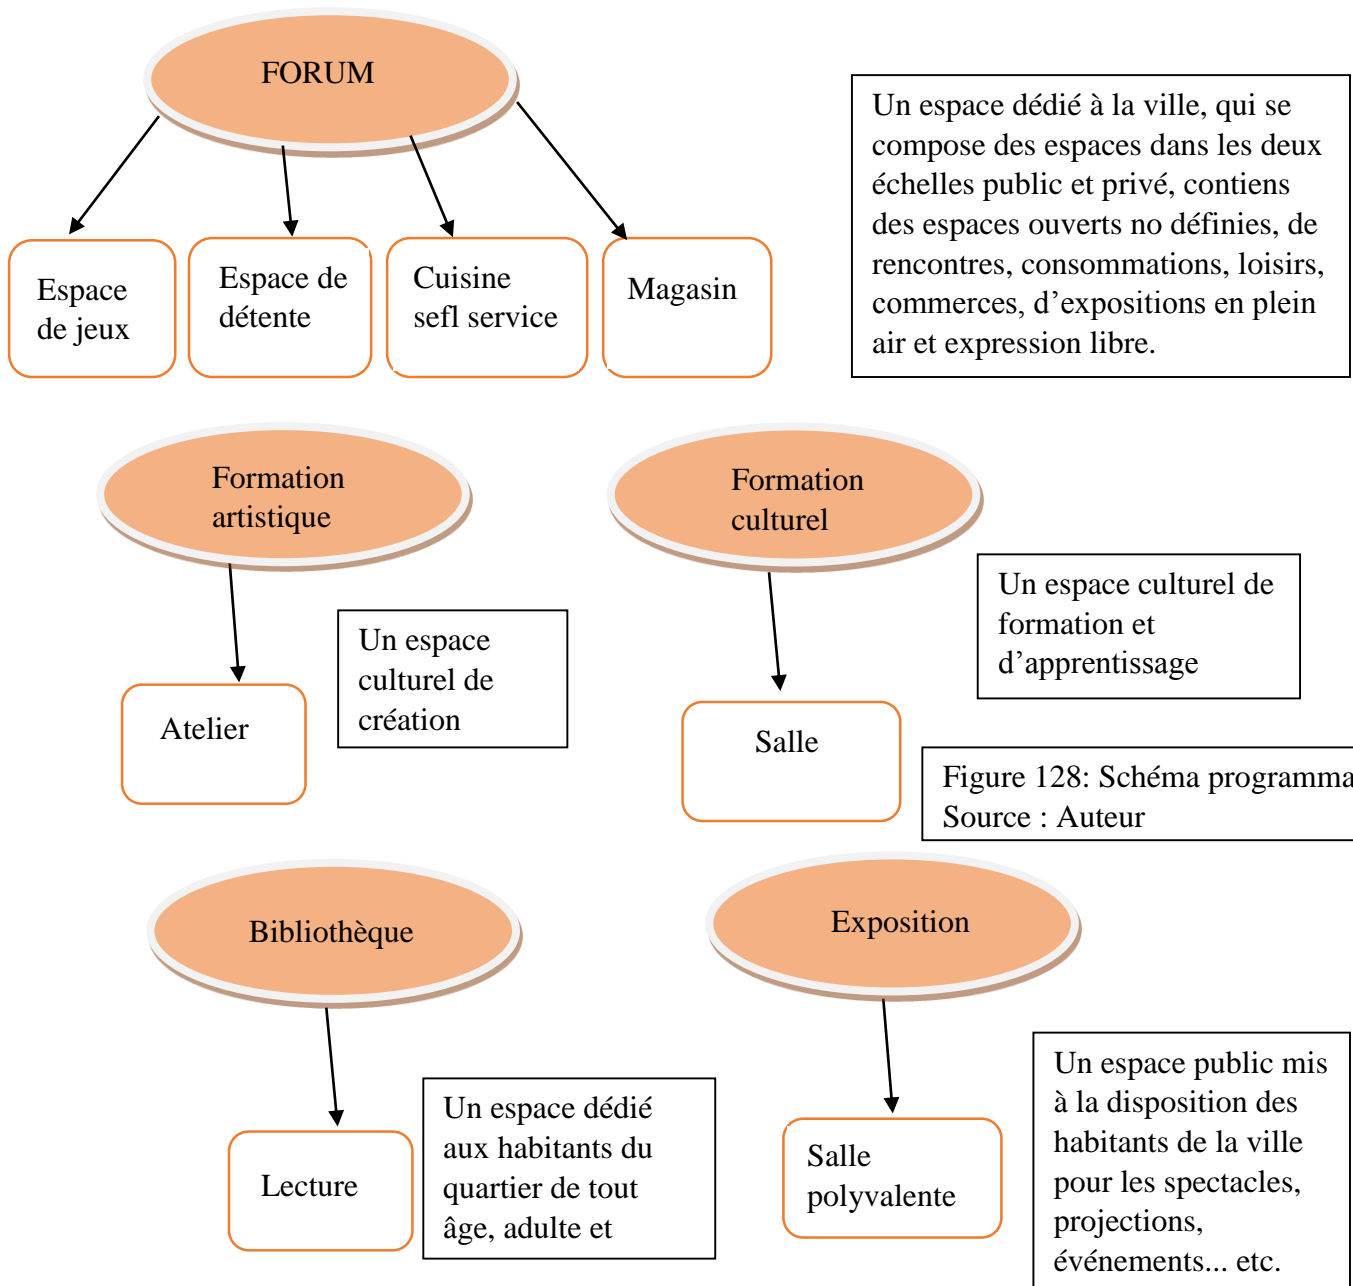 FORUM
Un espace dédié à la ville, qui se
compose des espaces dans les deux
échelles public et privé, contiens
des espaces ouverts no définies, de
rencontres, consommations, loisirs,
commerces, d’expositions en plein
air et expression libre.
Espace
de jeux
Espace de
détente
Cuisine
sefl service
Magasin
Formation
artistique
Formation
culturel
Un espace
culturel de
création
Un espace culturel de
formation et
d’apprentissage
Atelier
Salle
Figure 128: Schéma programma
Source : Auteur
Bibliothèque
Exposition
Un espace dédié
aux habitants du
quartier de tout
âge, adulte et
Un espace public mis
à la disposition des
habitants de la ville
pour les spectacles,
projections,
événements... etc.
Lecture
Salle
polyvalente